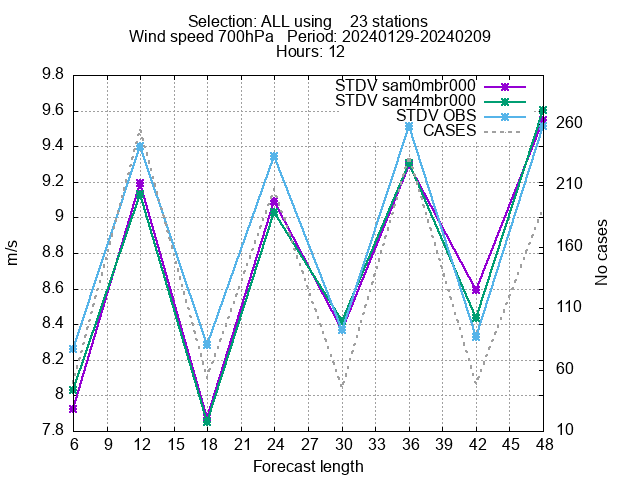 Selection: ALL using    23 stations
Wind speed 700hPa   Period: 20240129-20240209
Hours: 12
STDV sam0mbr000
STDV sam4mbr000
STDV OBS
CASES
9.8
9.6
9.4
9.2
9
8.8
8.6
8.4
8.2
8
7.8
m/s
260
210
160
110
60
10
No cases
6 9 12 15 18 21 24 27 30 33 36 39 42 45 48
Forecast length